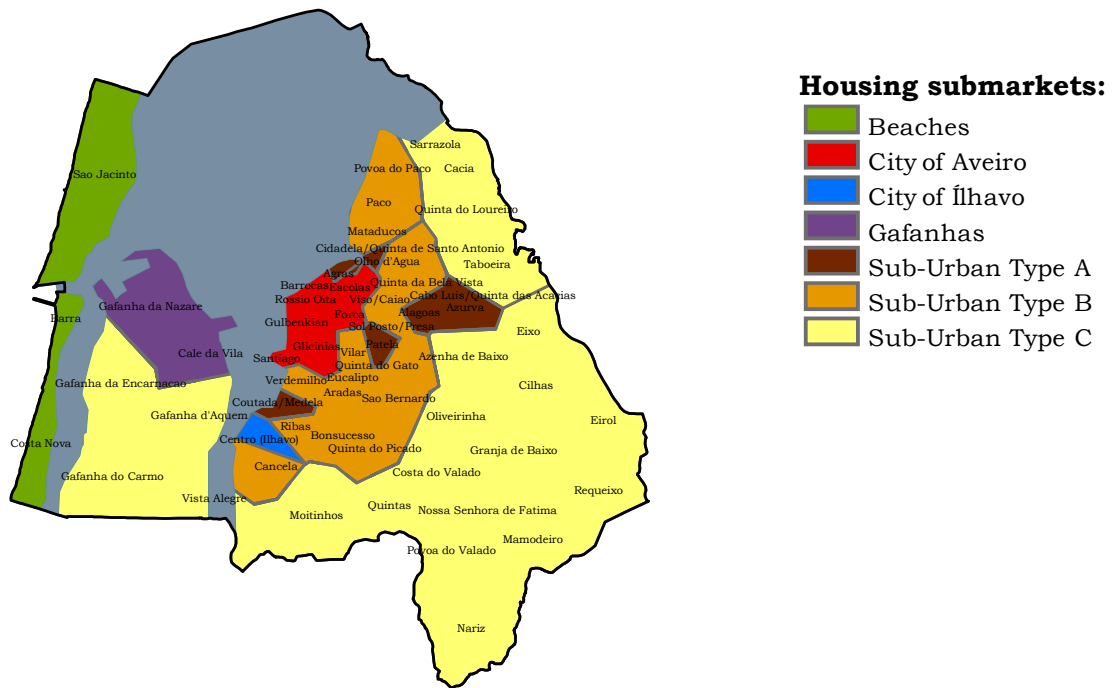 Housing submarkets:
Beaches
City of Aveiro
City of Ílhavo
Gafanhas
Sub-Urban Type A
Sub-Urban Type B
Sub-Urban Type C
Sarrazola
Povoa do Paco
Cacia
Sao Jacinto
Paco
Quinta do Loureiro
Mataducos
Cidadela/Quinta de Santo Antonio
Olho d'Agua
Taboeira
Agras
Barrocas
Escolas
Quinta da Bela Vista
Rossio Oita
Viso/Caiao
Cabo Luis/Quinta das Acacias
Gafanha da Nazare
Azurva
Alagoas
Forca
Barra
Gulbenkian
Sol Posto/Presa
Eixo
Glicinias
Patela
Cale da Vila
Vilar
Santiago
Azenha de Baixo
Quinta do Gato
Verdemilho
Eucalipto
Gafanha da Encarnacao
Cilhas
Aradas
Sao Bernardo
Coutada/Medela
Gafanha d'Aquem
Oliveirinha
Eirol
Ribas
Centro (Ilhavo)
Bonsucesso
Costa Nova
Quinta do Picado
Granja de Baixo
Cancela
Costa do Valado
Gafanha do Carmo
Requeixo
Vista Alegre
Quintas
Nossa Senhora de Fatima
Moitinhos
Mamodeiro
Povoa do Valado
Nariz